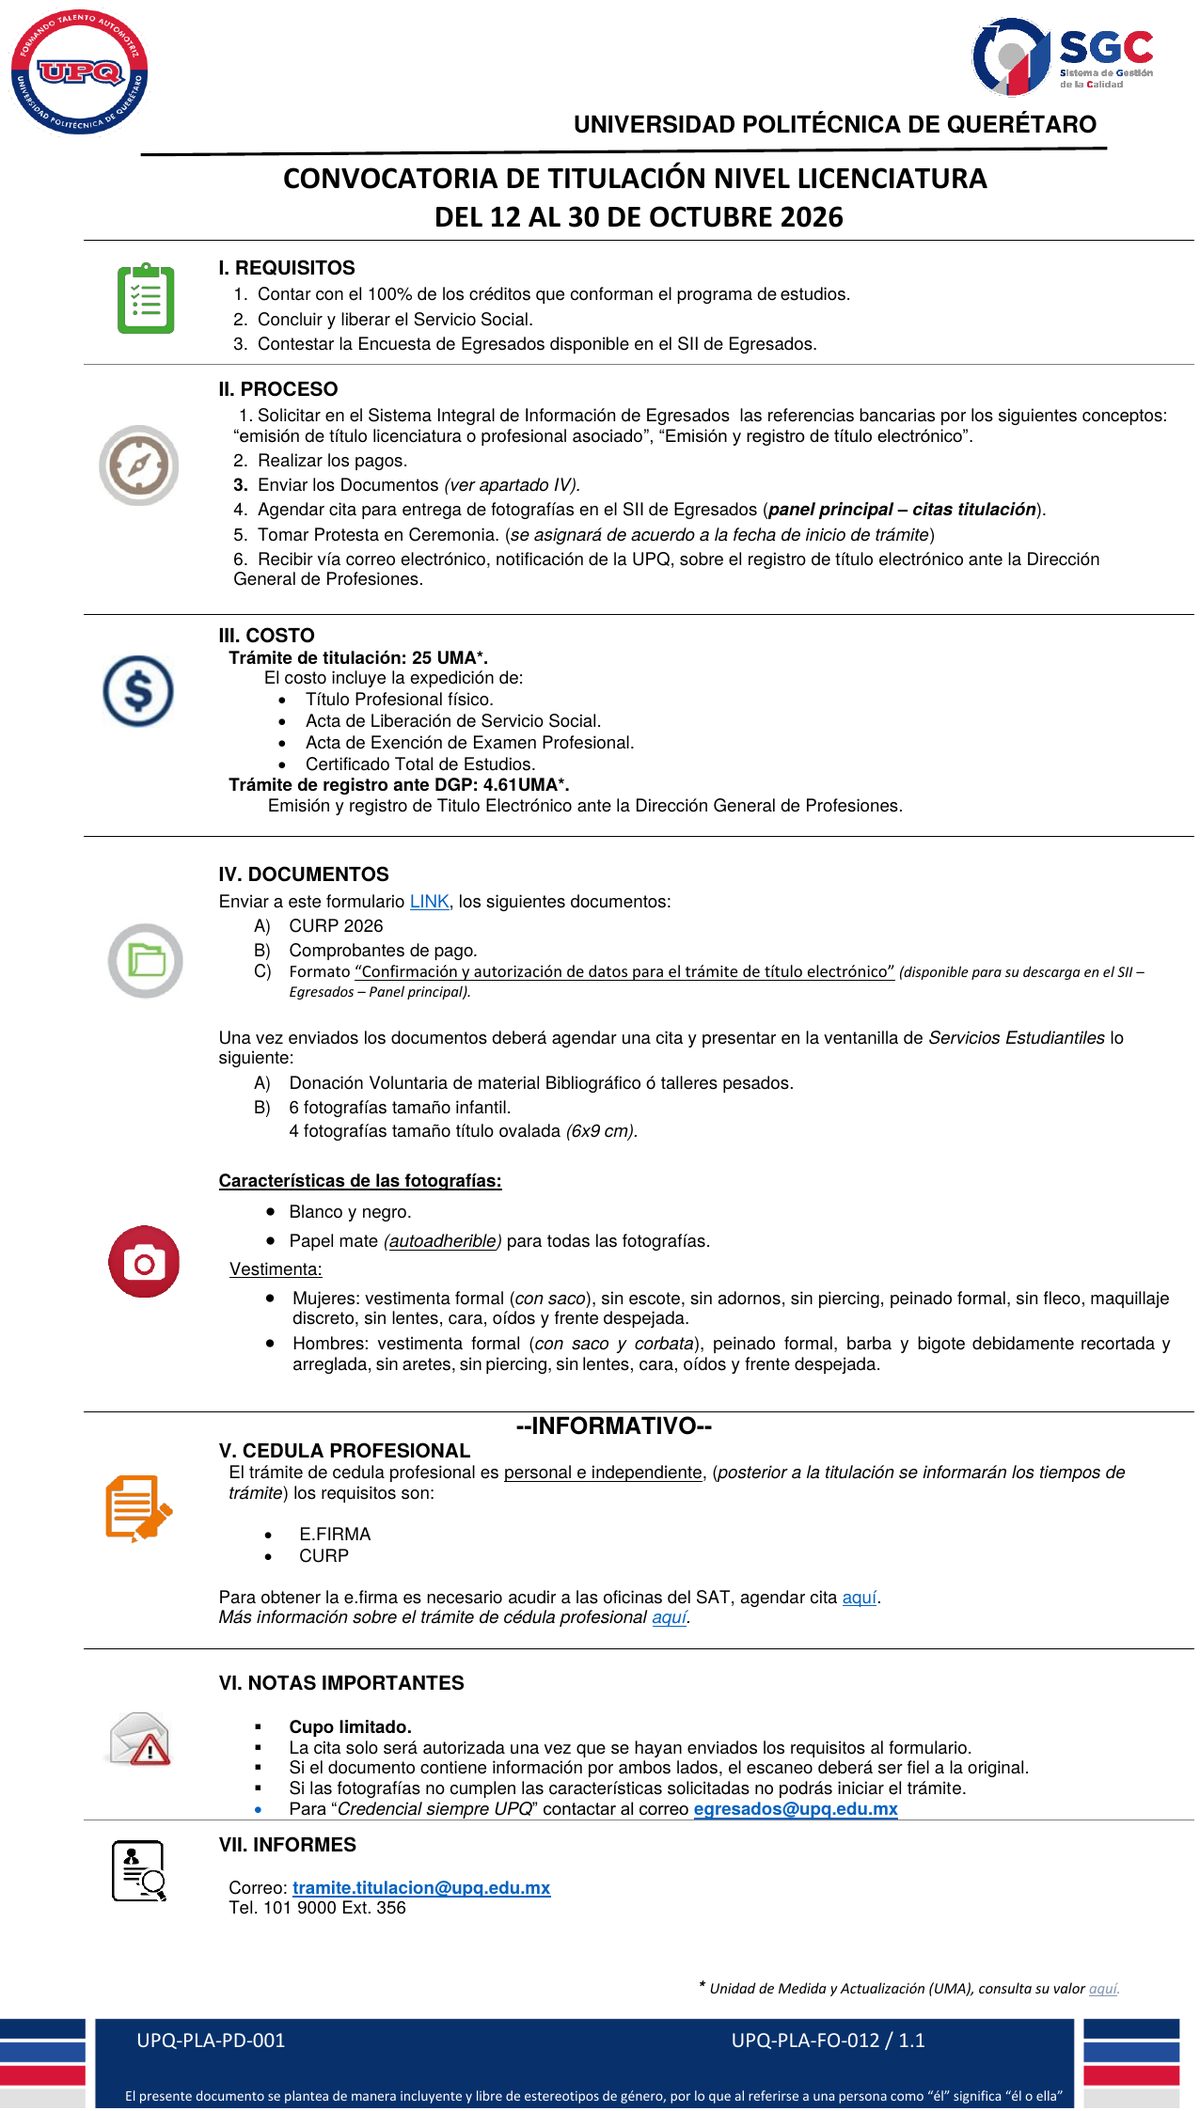 FORMANDO TALENTO AUTOMOTRIZ
UPQ
UNIVERSIDAD POLITÉCNICA DE QUERÉTARO
SGC
Sistema de Gestión
de la Calidad
UNIVERSIDAD POLITÉCNICA DE QUERÉTARO
CONVOCATORIA DE TITULACIÓN NIVEL LICENCIATURA
DEL 12 AL 30 DE OCTUBRE 2026
I. REQUISITOS
1. Contar con el 100% de los créditos que conforman el programa de estudios.
2. Concluir y liberar el Servicio Social.
3. Contestar la Encuesta de Egresados disponible en el SII de Egresados.
II. PROCESO
1. Solicitar en el Sistema Integral de Información de Egresados las referencias bancarias por los siguientes conceptos:
“emisión de título licenciatura o profesional asociado”, “Emisión y registro de título electrónico”.
2. Realizar los pagos.
3. Enviar los Documentos (ver apartado IV).
4. Agendar cita para entrega de fotografías en el SII de Egresados (panel principal – citas titulación).
5. Tomar Protesta en Ceremonia. (se asignará de acuerdo a la fecha de inicio de trámite)
6. Recibir vía correo electrónico, notificación de la UPQ, sobre el registro de título electrónico ante la Dirección
General de Profesiones.
III. COSTO
Trámite de titulación: 25 UMA*.
El costo incluye la expedición de:
• Título Profesional físico.
• Acta de Liberación de Servicio Social.
• Acta de Exención de Examen Profesional.
• Certificado Total de Estudios.
Trámite de registro ante DGP: 4.61UMA*.
Emisión y registro de Titulo Electrónico ante la Dirección General de Profesiones.
IV. DOCUMENTOS
Enviar a este formulario LINK, los siguientes documentos:
A) CURP 2026
B) Comprobantes de pago.
C) Formato “Confirmación y autorización de datos para el trámite de título electrónico” (disponible para su descarga en el SII –
Egresados – Panel principal).
Una vez enviados los documentos deberá agendar una cita y presentar en la ventanilla de Servicios Estudiantiles lo
siguiente:
A) Donación Voluntaria de material Bibliográfico ó talleres pesados.
B) 6 fotografías tamaño infantil.
4 fotografías tamaño título ovalada (6x9 cm).
Características de las fotografías:
• Blanco y negro.
• Papel mate (autoadherible) para todas las fotografías.
Vestimenta:
• Mujeres: vestimenta formal (con saco), sin escote, sin adornos, sin piercing, peinado formal, sin fleco, maquillaje
discreto, sin lentes, cara, oídos y frente despejada.
• Hombres: vestimenta formal (con saco y corbata), peinado formal, barba y bigote debidamente recortada y
arreglada, sin aretes, sin piercing, sin lentes, cara, oídos y frente despejada.
--INFORMATIVO--
V. CEDULA PROFESIONAL
El trámite de cedula profesional es personal e independiente, (posterior a la titulación se informarán los tiempos de
trámite) los requisitos son:
• E.FIRMA
• CURP
Para obtener la e.firma es necesario acudir a las oficinas del SAT, agendar cita aquí.
Más información sobre el trámite de cédula profesional aquí.
VI. NOTAS IMPORTANTES
▪ Cupo limitado.
▪ La cita solo será autorizada una vez que se hayan enviados los requisitos al formulario.
▪ Si el documento contiene información por ambos lados, el escaneo deberá ser fiel a la original.
▪ Si las fotografías no cumplen las características solicitadas no podrás iniciar el trámite.
• Para “Credencial siempre UPQ” contactar al correo egresados@upq.edu.mx
VII. INFORMES
Correo: tramite.titulacion@upq.edu.mx
Tel. 101 9000 Ext. 356
* Unidad de Medida y Actualización (UMA), consulta su valor aquí.
UPQ-PLA-PD-001
UPQ-PLA-FO-012 / 1.1
El presente documento se plantea de manera incluyente y libre de estereotipos de género, por lo que al referirse a una persona como “él” significa “él o ella”